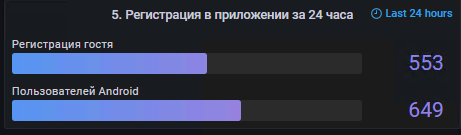 5. Регистрация в приложении за 24 часа
Last 24 hours
Регистрация гостя
553
Пользователей Android
649